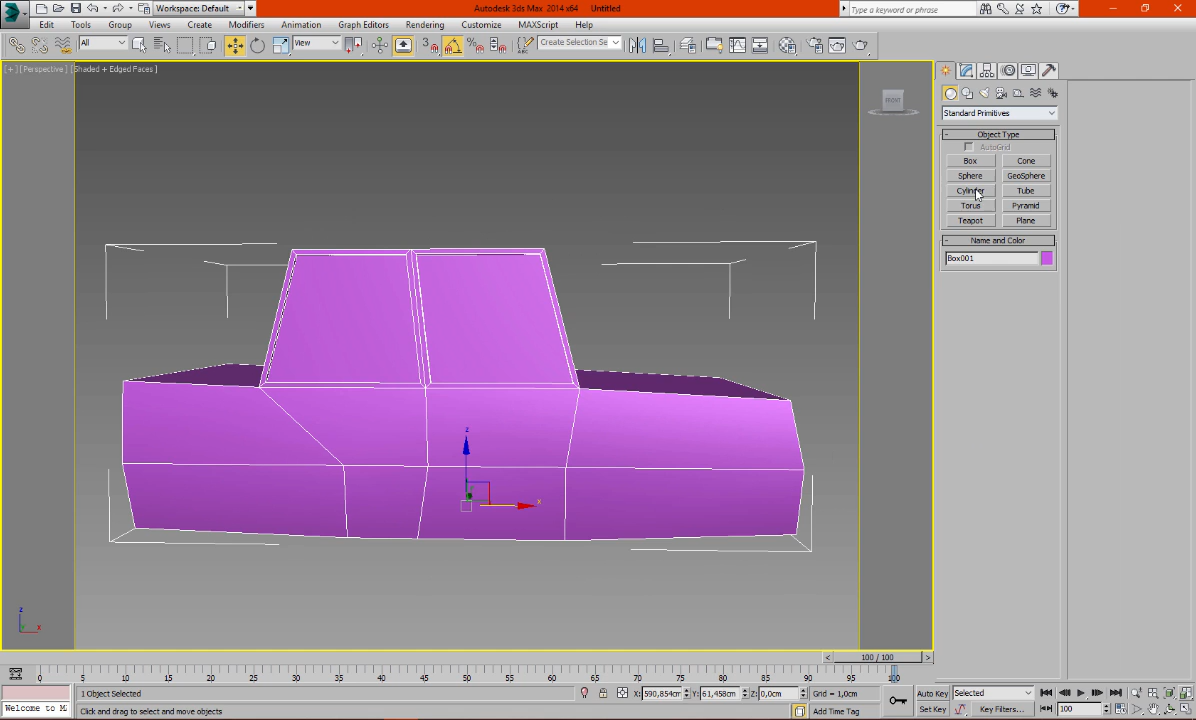 Workspace: Default
Autodesk 3ds Max 2014 x64 Untitled
Type a keyword or phrase
Edit Tools Group Views Create Modifiers Animation Graph Editors Rendering Customize MAXScript Help
All View 3 Create Selection Se
[ + ] [ Perspective ] [ Shaded + Edged Faces ]
FRONT
Standard Primitives
- Object Type
AutoGrid
Box Cone
Sphere GeoSphere
Cylinder Tube
Torus Pyramid
Teapot Plane
- Name and Color
Box001
z
x
z
x
< 100 / 100 >
0 5 10 15 20 25 30 35 40 45 50 55 60 65 70 75 80 85 90 95 100
1 Object Selected X: 590,854cm Y: 61,458cm Z: 0,0cm Grid = 1,0cm Auto Key Selected
Welcome to M Click and drag to select and move objects Add Time Tag Set Key Key Filters... 100